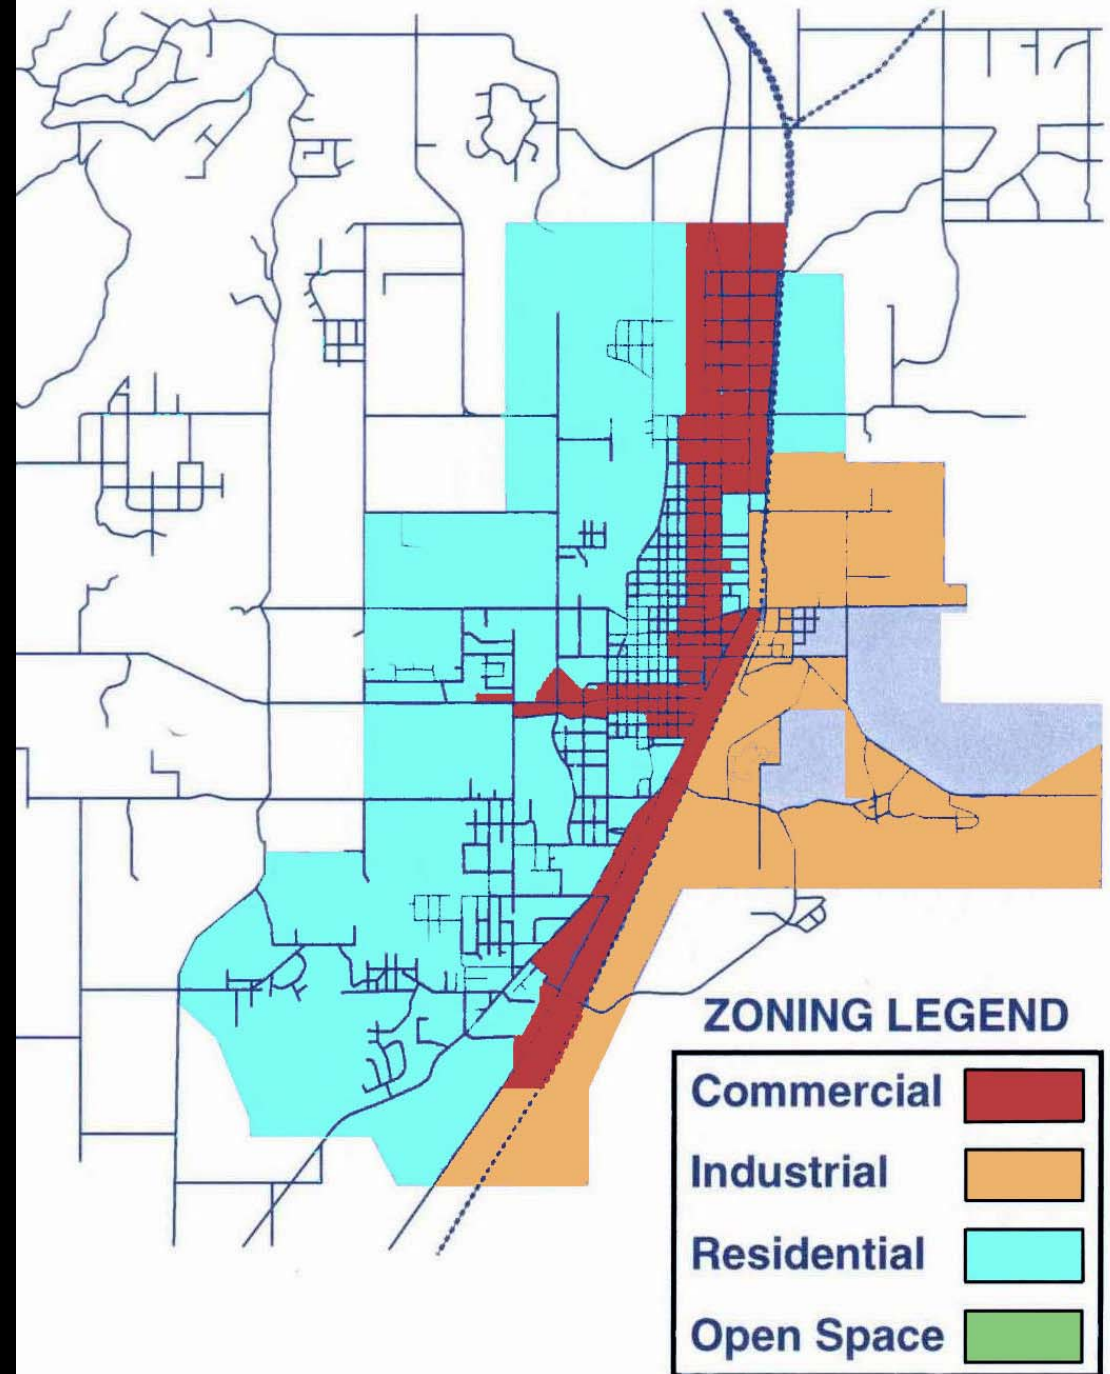 ZONING LEGEND
Commercial
Industrial
Residential
Open Space